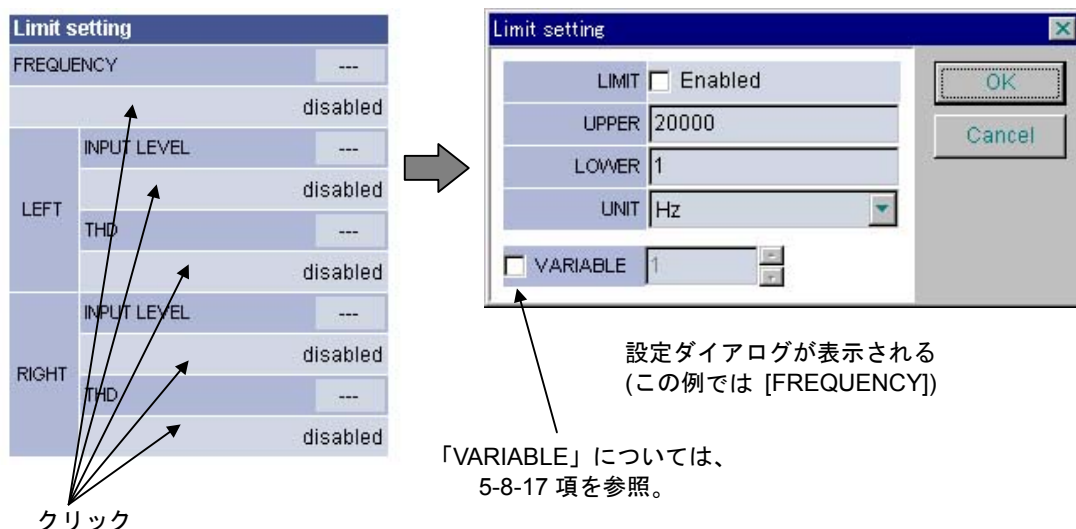 Limit setting
FREQUENCY ---
disabled
LEFT
INPUT LEVEL ---
disabled
THD ---
disabled
RIGHT
INPUT LEVEL ---
disabled
THD ---
disabled
クリック
Limit setting
LIMIT Enabled
UPPER 20000
LOWER 1
UNIT Hz
VARIABLE 1
OK
Cancel
設定ダイアログが表示される
(この例では [FREQUENCY])
「VARIABLE」については、
5-8-17 項を参照。